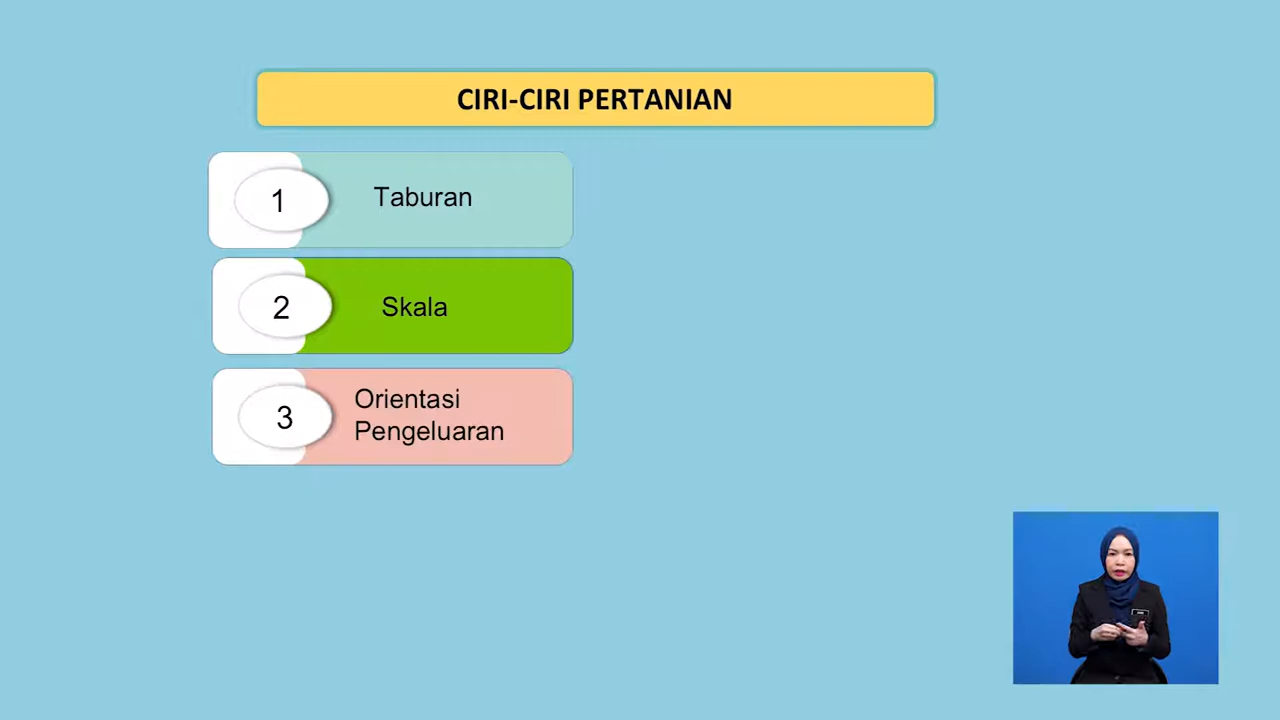 CIRI-CIRI PERTANIAN
1
Taburan
2
Skala
3
Orientasi
Pengeluaran